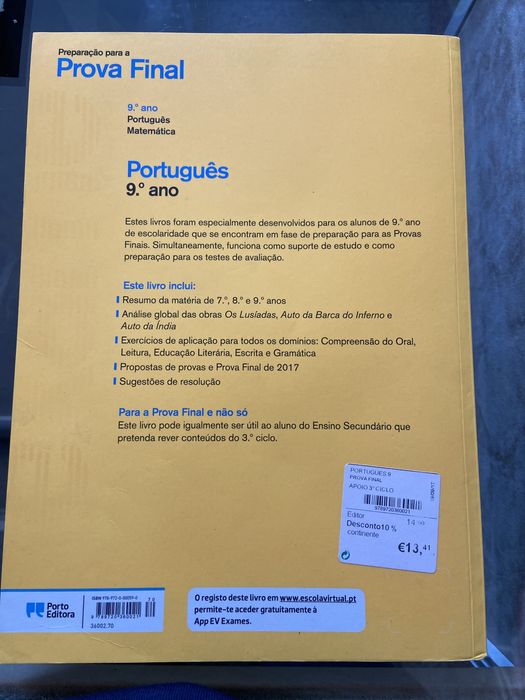 Preparação para a
Prova Final
9.º ano
Português
Matemática
Português
9.º ano
Estes livros foram especialmente desenvolvidos para os alunos de 9.º ano
de escolaridade que se encontram em fase de preparação para as Provas
Finais. Simultaneamente, funciona como suporte de estudo e como
preparação para os testes de avaliação.
Este livro inclui:
Resumo da matéria de 7.º, 8.º e 9.º anos
Análise global das obras Os Lusíadas, Auto da Barca do Inferno e
Auto da Índia
Exercícios de aplicação para todos os domínios: Compreensão do Oral,
Leitura, Educação Literária, Escrita e Gramática
Propostas de provas e Prova Final de 2017
Sugestões de resolução
Para a Prova Final e não só
Este livro pode igualmente ser útil ao aluno do Ensino Secundário que
pretenda rever conteúdos do 3.º ciclo.
PORTUGUES 9
PROVA FINAL
APOIO 3º CICLO
9789720360021
Editor
Desconto10 %
continente
€13,41
Porto
Editora
9 789720 360021
36002.70
O registo deste livro em www.escolavirtual.pt
permite-te aceder gratuitamente à
App EV Exames.